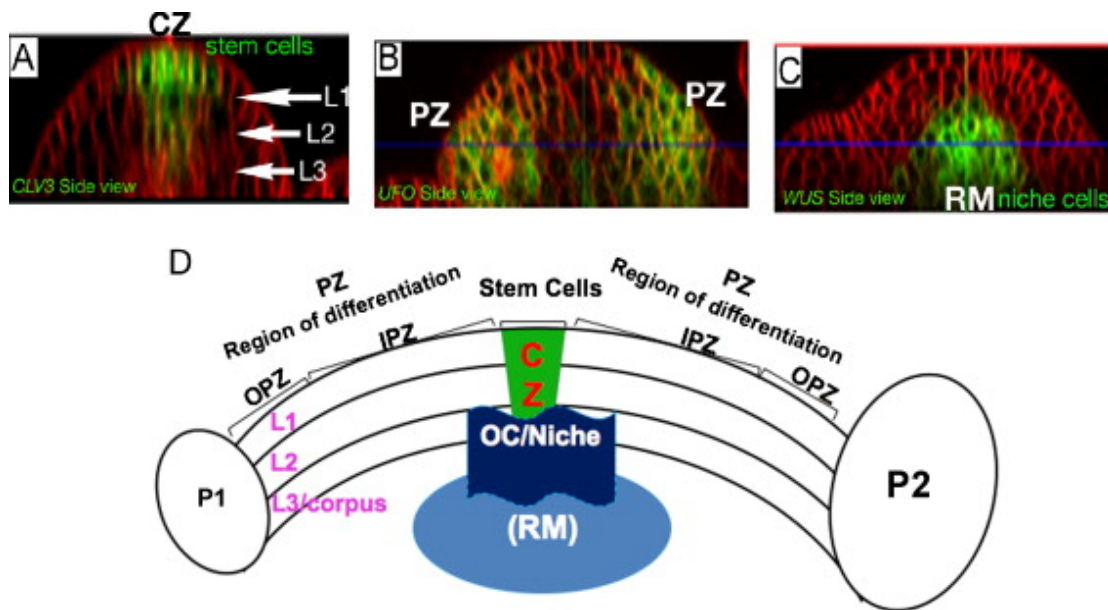 A
CZ
stem cells
L1
L2
L3
CLV3 Side view
B
PZ
PZ
UFO Side view
C
RM niche cells
WUS Side view
D
PZ
Region of differentiation
Stem Cells
PZ
Region of differentiation
OPZ
IPZ
IPZ
OPZ
C
Z
L1
L2
L3/corpus
OC/Niche
(RM)
P1
P2